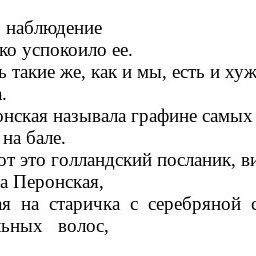 наблюдение
ко успокоило ее.
ь такие же, как и мы, есть и хуж
.
онская называла графине самых
на бале.
от это голландский посланик, ви
а Перонская,
ая на старичка с серебряной с
ьных волос,